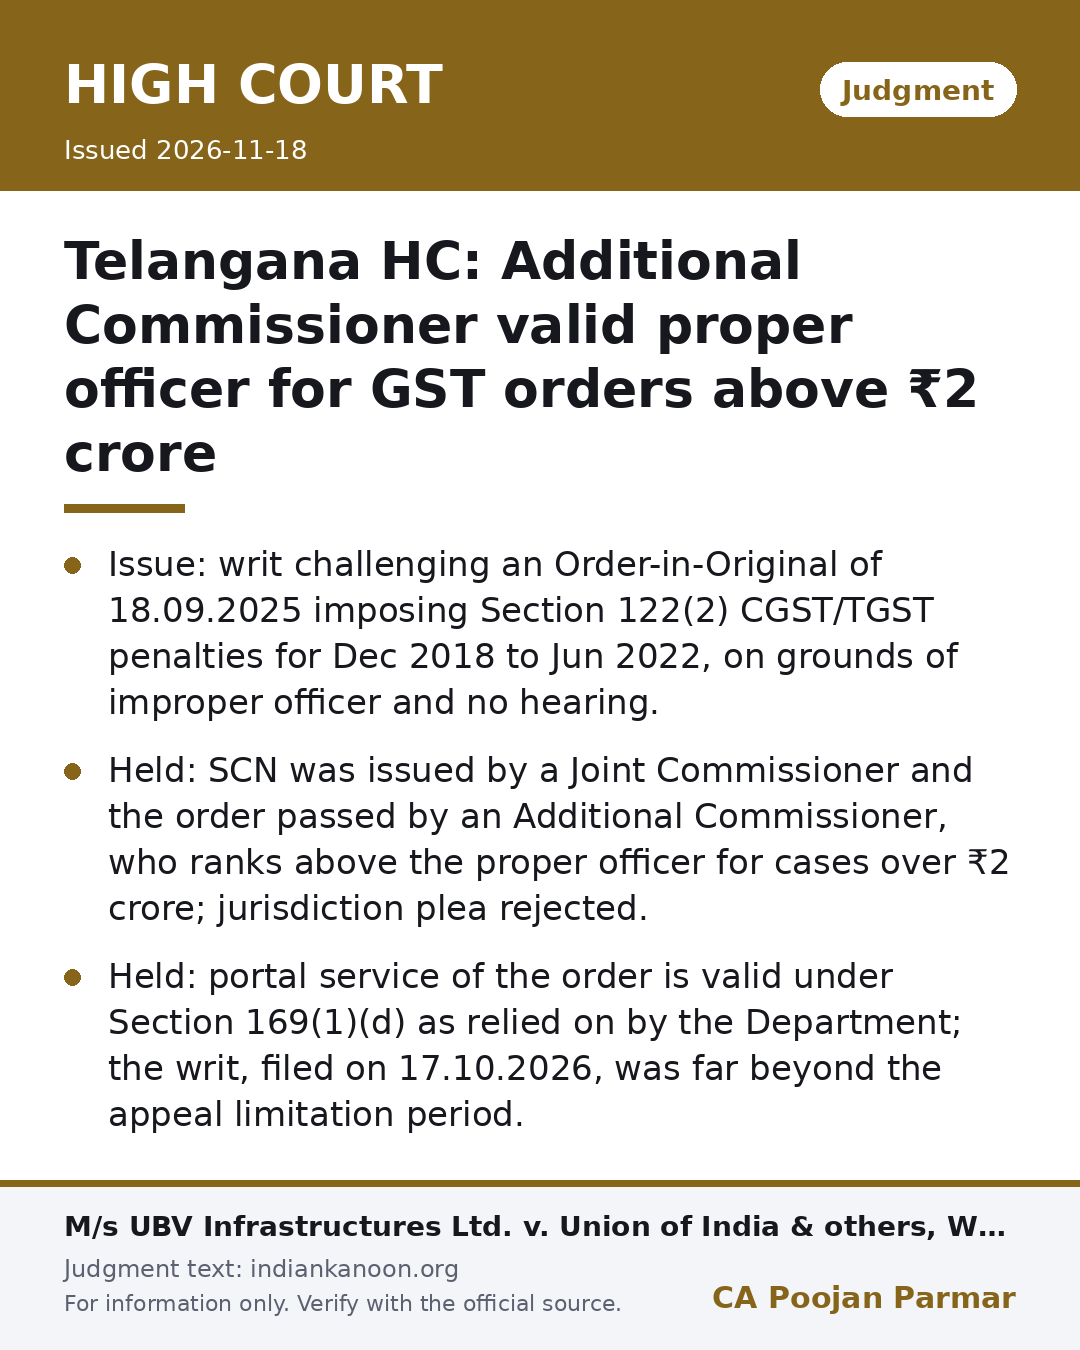 HIGH COURT
Judgment
Issued 2026-11-18
Telangana HC: Additional
Commissioner valid proper
officer for GST orders above ₹2
crore
Issue: writ challenging an Order-in-Original of
18.09.2025 imposing Section 122(2) CGST/TGST
penalties for Dec 2018 to Jun 2022, on grounds of
improper officer and no hearing.
Held: SCN was issued by a Joint Commissioner and
the order passed by an Additional Commissioner,
who ranks above the proper officer for cases over ₹2
crore; jurisdiction plea rejected.
Held: portal service of the order is valid under
Section 169(1)(d) as relied on by the Department;
the writ, filed on 17.10.2026, was far beyond the
appeal limitation period.
M/s UBV Infrastructures Ltd. v. Union of India & others, W…
Judgment text: indiankanoon.org
For information only. Verify with the official source.
CA Poojan Parmar